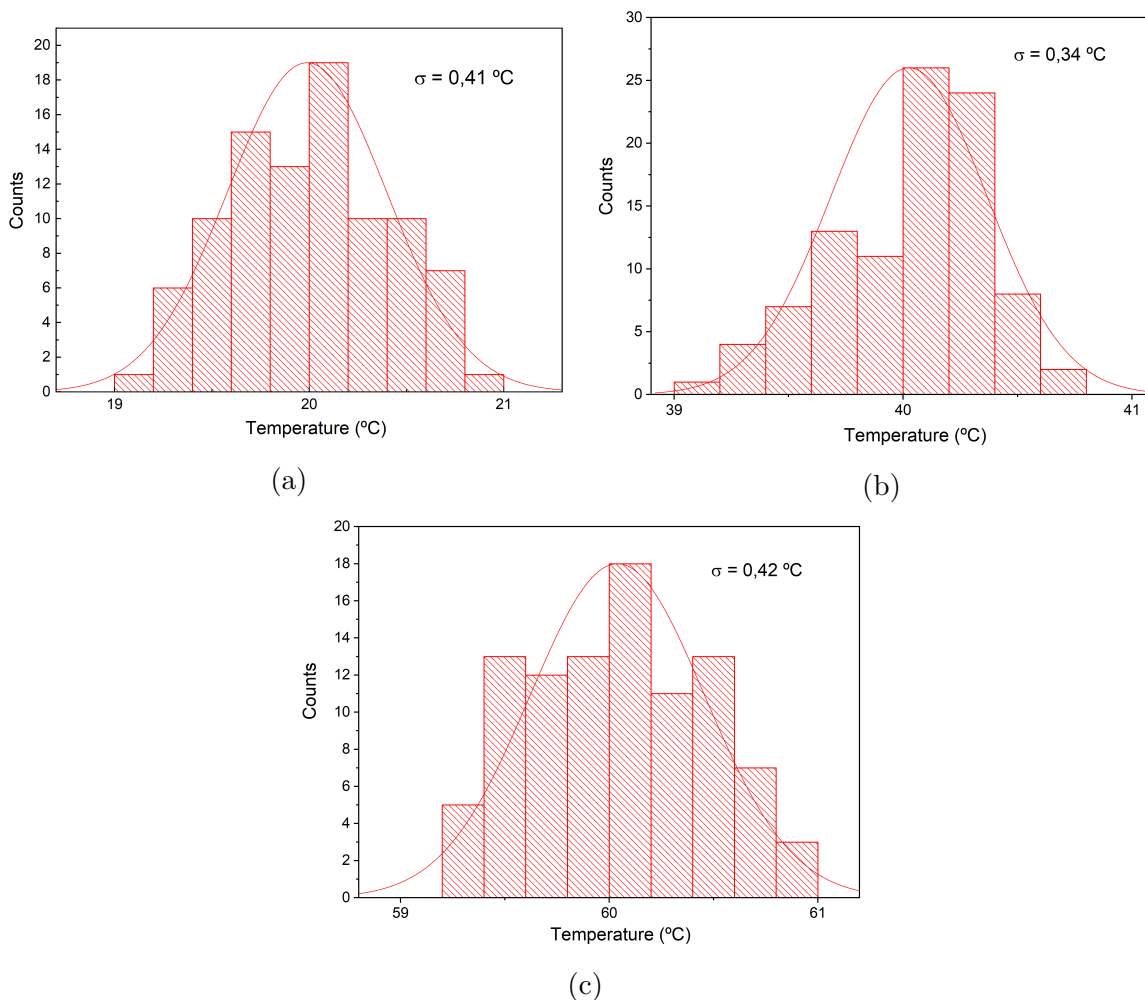 20
18
16
14
12
10
8
6
4
2
0
Counts
σ = 0,41 ºC
19 20 21
Temperature (ºC)
(a)
30
25
20
15
10
5
0
Counts
σ = 0,34 ºC
39 40 41
Temperature (ºC)
(b)
20
18
16
14
12
10
8
6
4
2
0
Counts
σ = 0,42 ºC
59 60 61
Temperature (ºC)
(c)